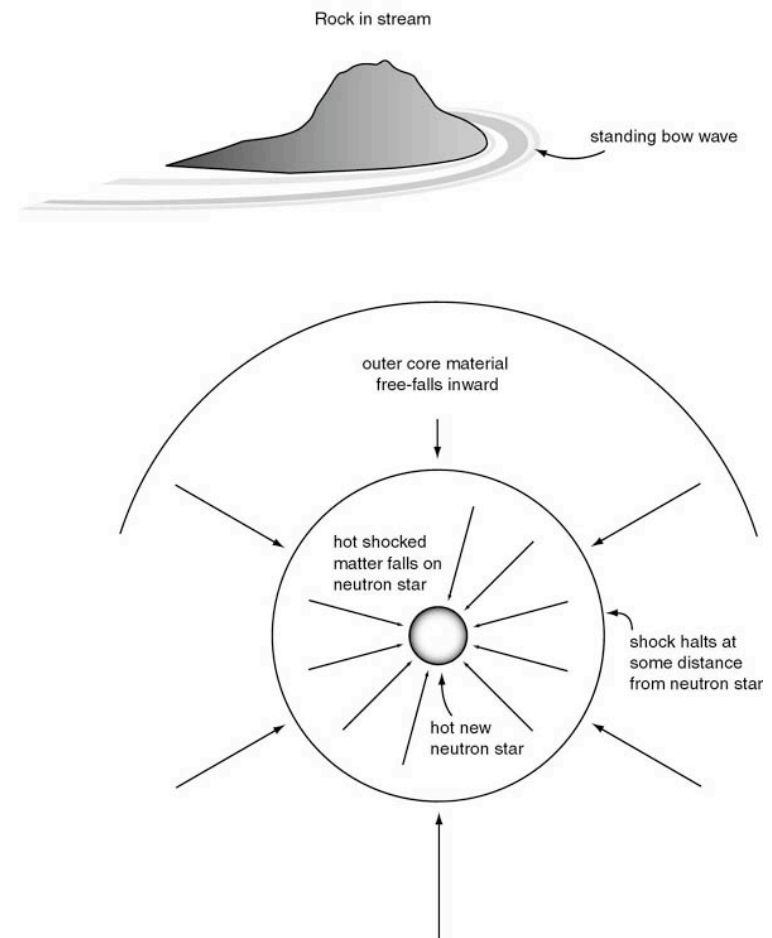 Rock in stream
standing bow wave
outer core material
free-falls inward
hot shocked
matter falls on
neutron star
shock halts at
some distance
from neutron star
hot new
neutron star